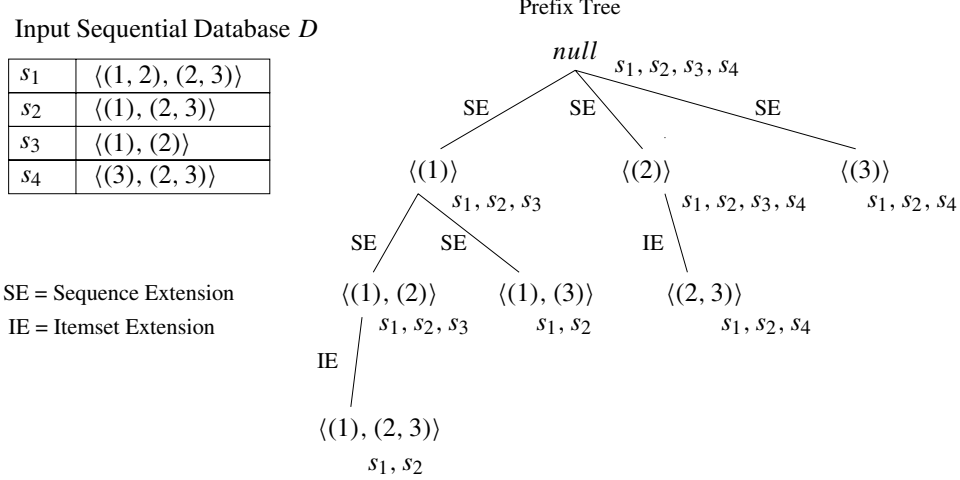 Prefix Tree
Input Sequential Database D
null
s1, s2, s3, s4
s1 ⟨(1, 2), (2, 3)⟩
s2 ⟨(1), (2, 3)⟩
s3 ⟨(1), (2)⟩
s4 ⟨(3), (2, 3)⟩
SE SE SE
⟨(1)⟩ ⟨(2)⟩ ⟨(3)⟩
s1, s2, s3 s1, s2, s3, s4 s1, s2, s4
SE SE IE
SE = Sequence Extension
IE = Itemset Extension
⟨(1), (2)⟩ ⟨(1), (3)⟩ ⟨(2, 3)⟩
s1, s2, s3 s1, s2 s1, s2, s4
IE
⟨(1), (2, 3)⟩
s1, s2